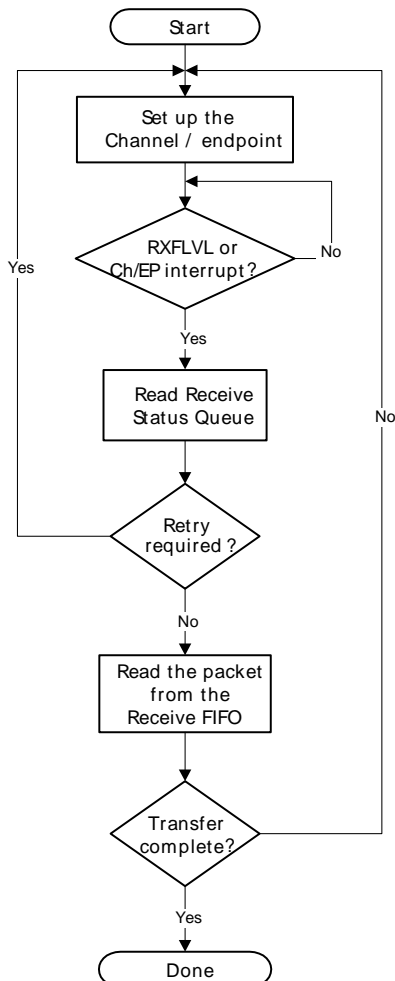 Start
Set up the
Channel / endpoint
RXFLVL or
Ch/EP interrupt?
No
Yes
Yes
Read Receive
Status Queue
No
Retry
required?
No
Read the packet
from the
Receive FIFO
Transfer
complete?
Yes
Done